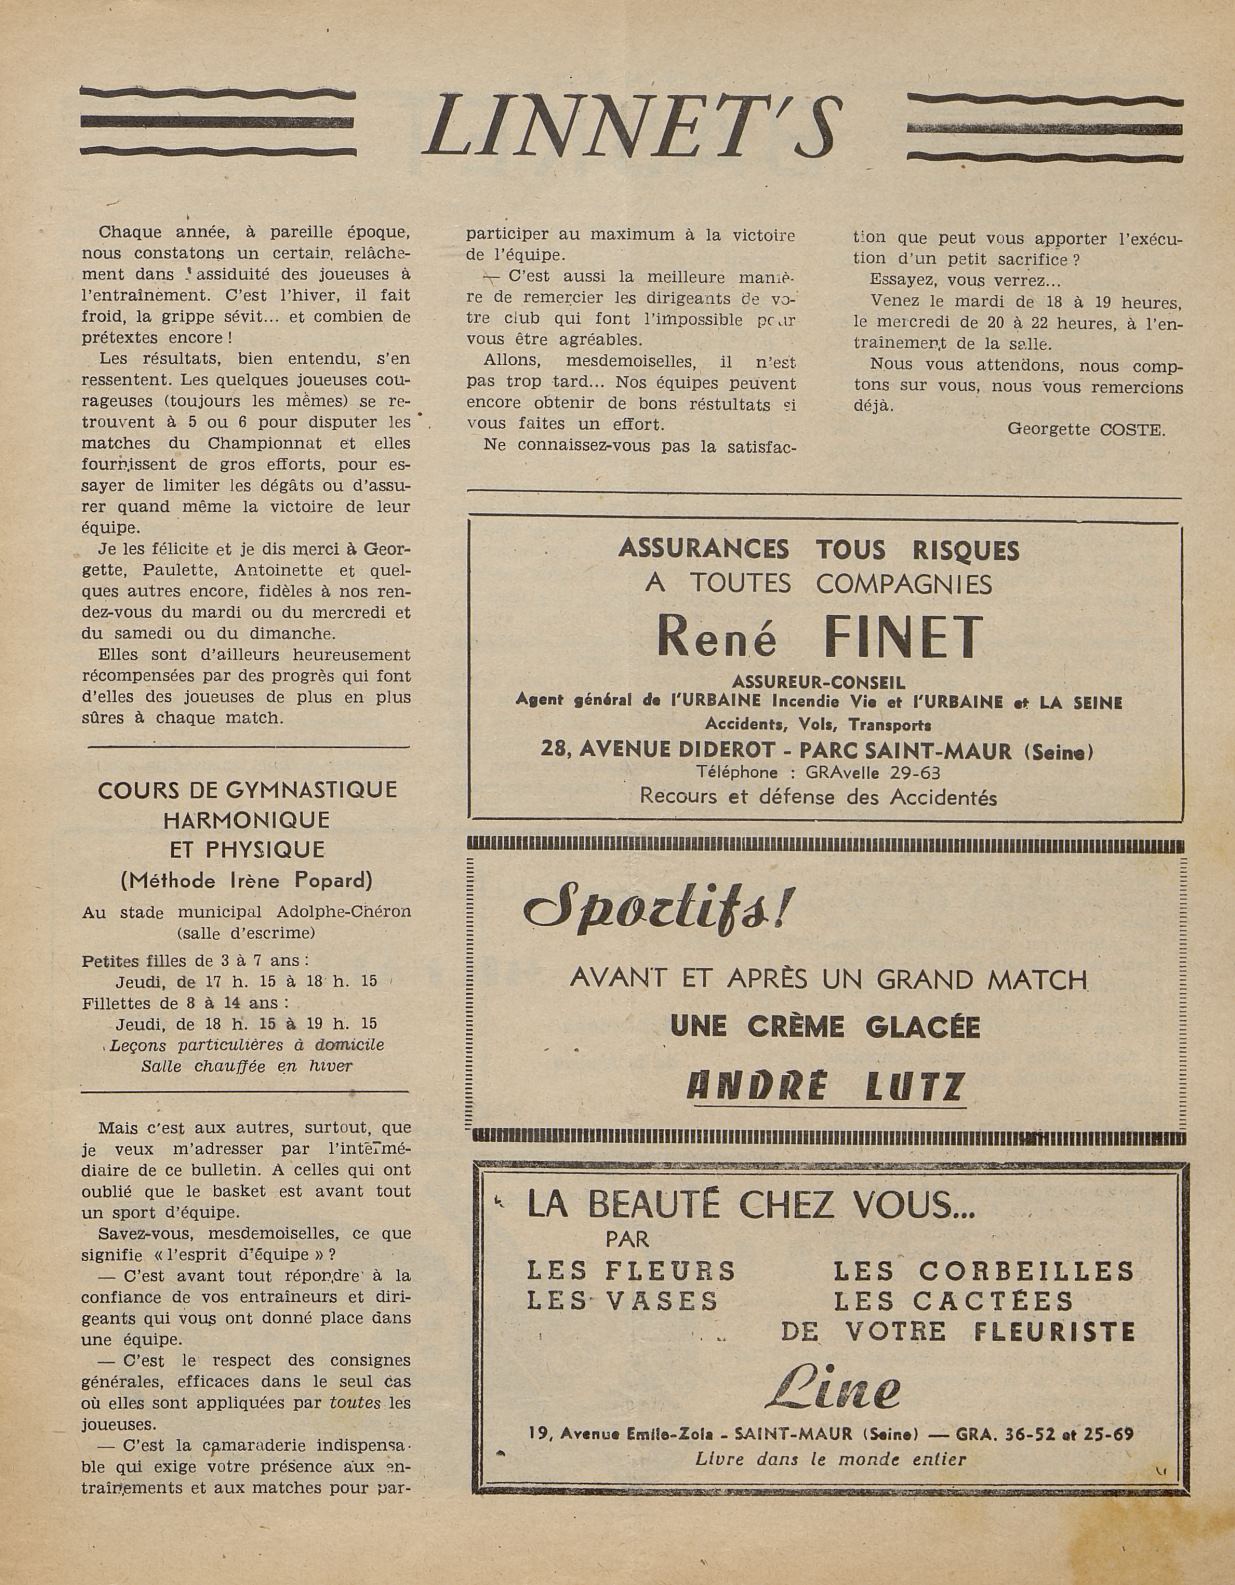 LINNET'S
Chaque année, à pareille époque,
nous constatons un certain relâche-
ment dans l'assiduité des joueuses à
l'entraînement. C'est l'hiver, il fait
froid, la grippe sévit... et combien de
prétextes encore !
Les résultats, bien entendu, s'en
ressentent. Les quelques joueuses cou-
rageuses (toujours les mêmes) se re-
trouvent à 5 ou 6 pour disputer les
matches du Championnat et elles
fournissent de gros efforts, pour es-
sayer de limiter les dégâts ou d'assu-
rer quand même la victoire de leur
équipe.
Je les félicite et je dis merci à Geor-
gette, Paulette, Antoinette et quel-
ques autres encore, fidèles à nos ren-
dez-vous du mardi ou du mercredi et
du samedi ou du dimanche.
Elles sont d'ailleurs heureusement
récompensées par des progrès qui font
d'elles des joueuses de plus en plus
sûres à chaque match.
COURS DE GYMNASTIQUE
HARMONIQUE
ET PHYSIQUE
(Méthode Irène Popard)
Au stade municipal Adolphe-Chéron
(salle d'escrime)
Petites filles de 3 à 7 ans :
Jeudi, de 17 h. 15 à 18 h. 15
Fillettes de 8 à 14 ans :
Jeudi, de 18 h. 15 à 19 h. 15
Leçons particulières à domicile
Salle chauffée en hiver
Mais c'est aux autres, surtout, que
je veux m'adresser par l'intermé-
diaire de ce bulletin. A celles qui ont
oublié que le basket est avant tout
un sport d'équipe.
Savez-vous, mesdemoiselles, ce que
signifie « l'esprit d'équipe » ?
— C'est avant tout répondre à la
confiance de vos entraîneurs et diri-
geants qui vous ont donné place dans
une équipe.
— C'est le respect des consignes
générales, efficaces dans le seul cas
où elles sont appliquées par toutes les
joueuses.
— C'est la camaraderie indispensa-
ble qui exige votre présence aux en-
traînements et aux matches pour par-
participer au maximum à la victoire
de l'équipe.
— C'est aussi la meilleure maniè-
re de remercier les dirigeants de vo-
tre club qui font l'impossible pour
vous être agréables.
Allons, mesdemoiselles, il n'est
pas trop tard... Nos équipes peuvent
encore obtenir de bons réstultats si
vous faites un effort.
Ne connaissez-vous pas la satisfac-
tion que peut vous apporter l'exécu-
tion d'un petit sacrifice ?
Essayez, vous verrez...
Venez le mardi de 18 à 19 heures,
le mercredi de 20 à 22 heures, à l'en-
traînement de la salle.
Nous vous attendons, nous comp-
tons sur vous, nous vous remercions
déjà.
Georgette COSTE.
ASSURANCES TOUS RISQUES
A TOUTES COMPAGNIES
René FINET
ASSUREUR-CONSEIL
Agent général de l'URBAINE Incendie Vie et l'URBAINE et LA SEINE
Accidents, Vols, Transports
28, AVENUE DIDEROT - PARC SAINT-MAUR (Seine)
Téléphone : GRAvelle 29-63
Recours et défense des Accidentés
Sportifs!
AVANT ET APRÈS UN GRAND MATCH
UNE CRÈME GLACÉE
ANDRÉ LUTZ
LA BEAUTÉ CHEZ VOUS...
PAR
LES FLEURS LES CORBEILLES
LES VASES LES CACTÉES
DE VOTRE FLEURISTE
Line
19, Avenue Emile-Zola - SAINT-MAUR (Seine) — GRA. 36-52 et 25-69
Livre dans le monde entier